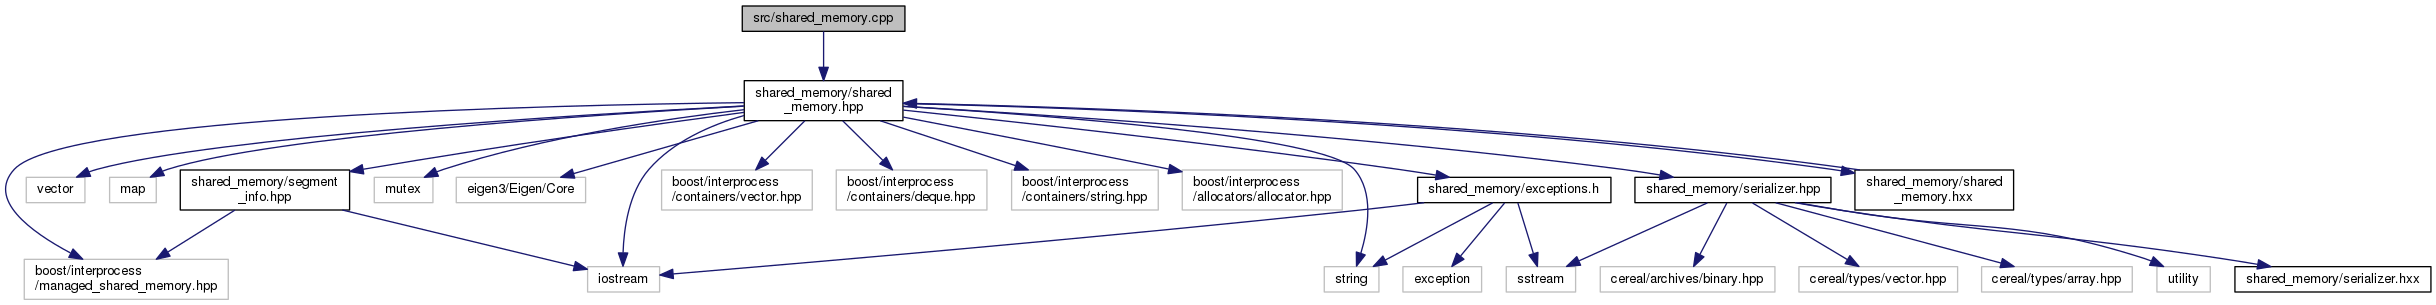 src/shared_memory.cpp
shared_memory/shared
_memory.hpp
vector
map
shared_memory/segment
_info.hpp
mutex
eigen3/Eigen/Core
boost/interprocess
/containers/vector.hpp
boost/interprocess
/containers/deque.hpp
boost/interprocess
/containers/string.hpp
boost/interprocess
/allocators/allocator.hpp
shared_memory/exceptions.h
shared_memory/serializer.hpp
shared_memory/shared
_memory.hxx
boost/interprocess
/managed_shared_memory.hpp
iostream
string
exception
sstream
cereal/archives/binary.hpp
cereal/types/vector.hpp
cereal/types/array.hpp
utility
shared_memory/serializer.hxx